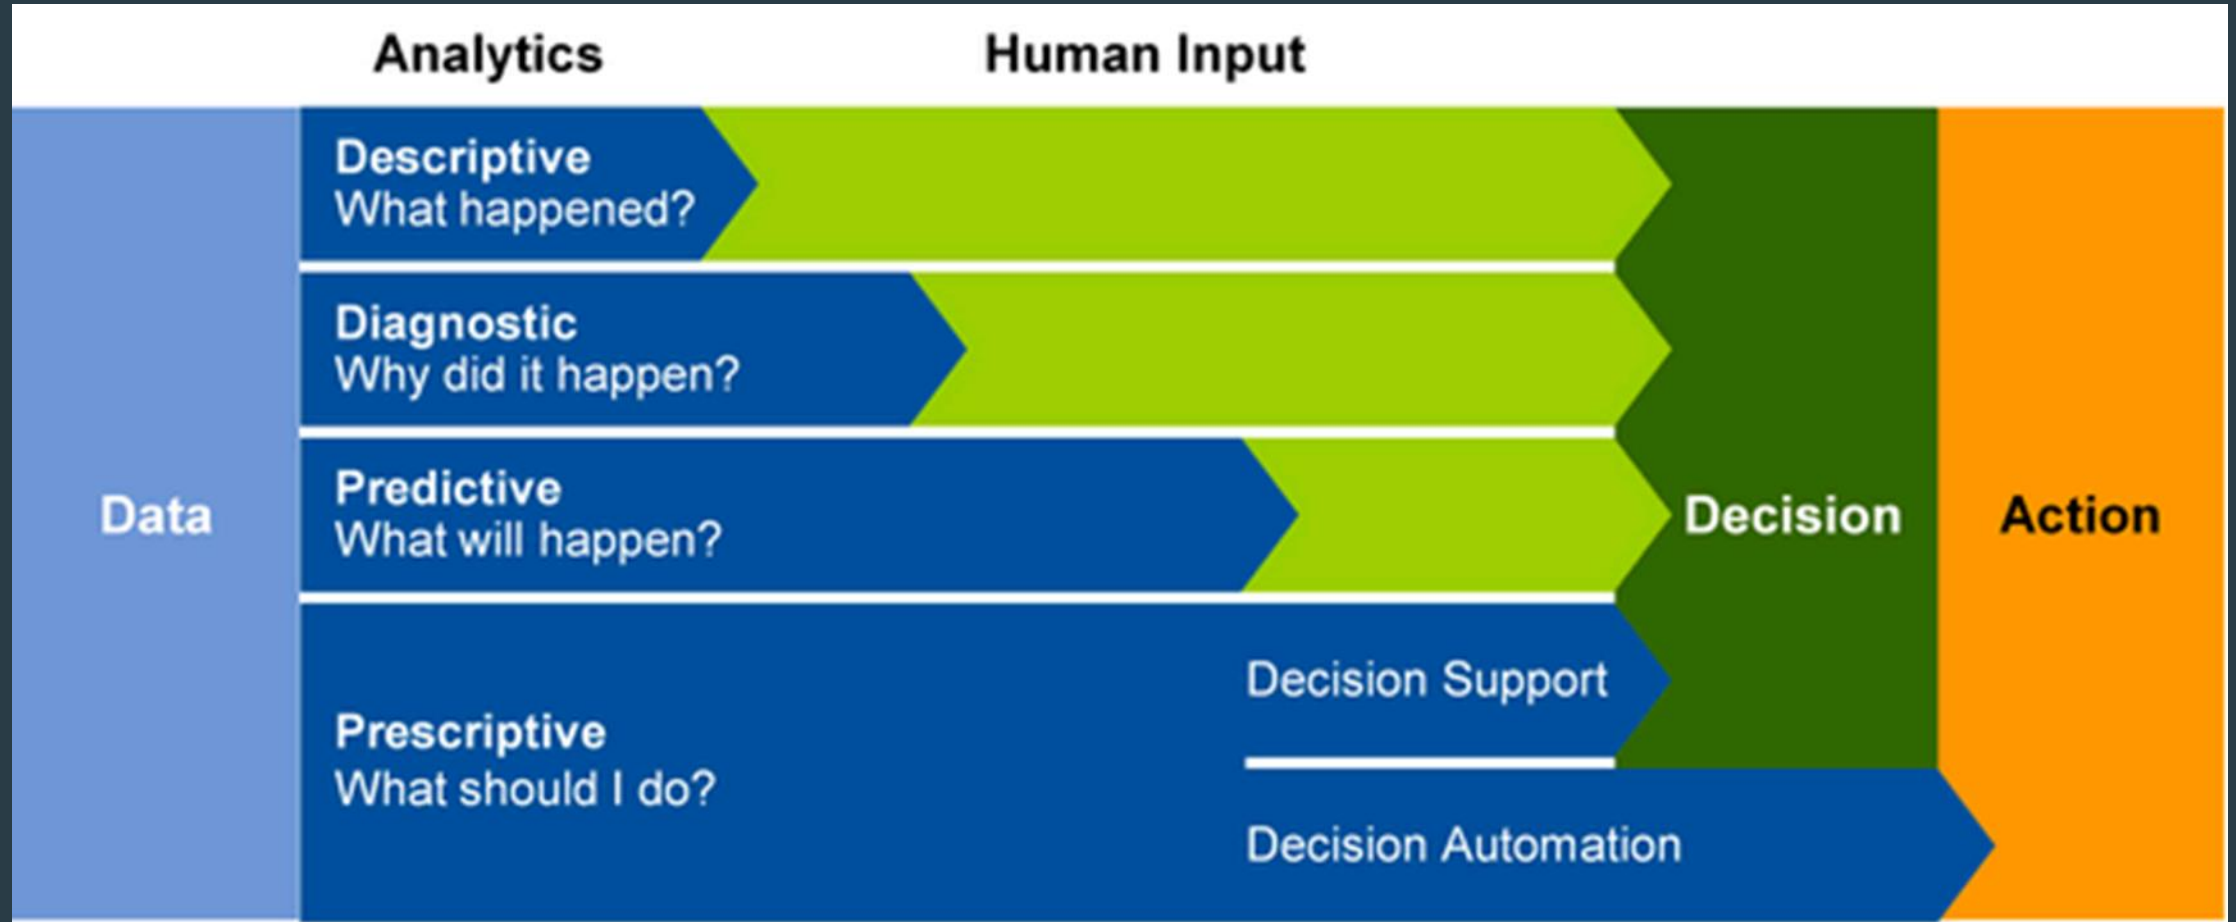 Analytics
Human Input
Descriptive
What happened?
Diagnostic
Why did it happen?
Predictive
What will happen?
Prescriptive
What should I do?
Decision Support
Decision Automation
Data
Decision
Action